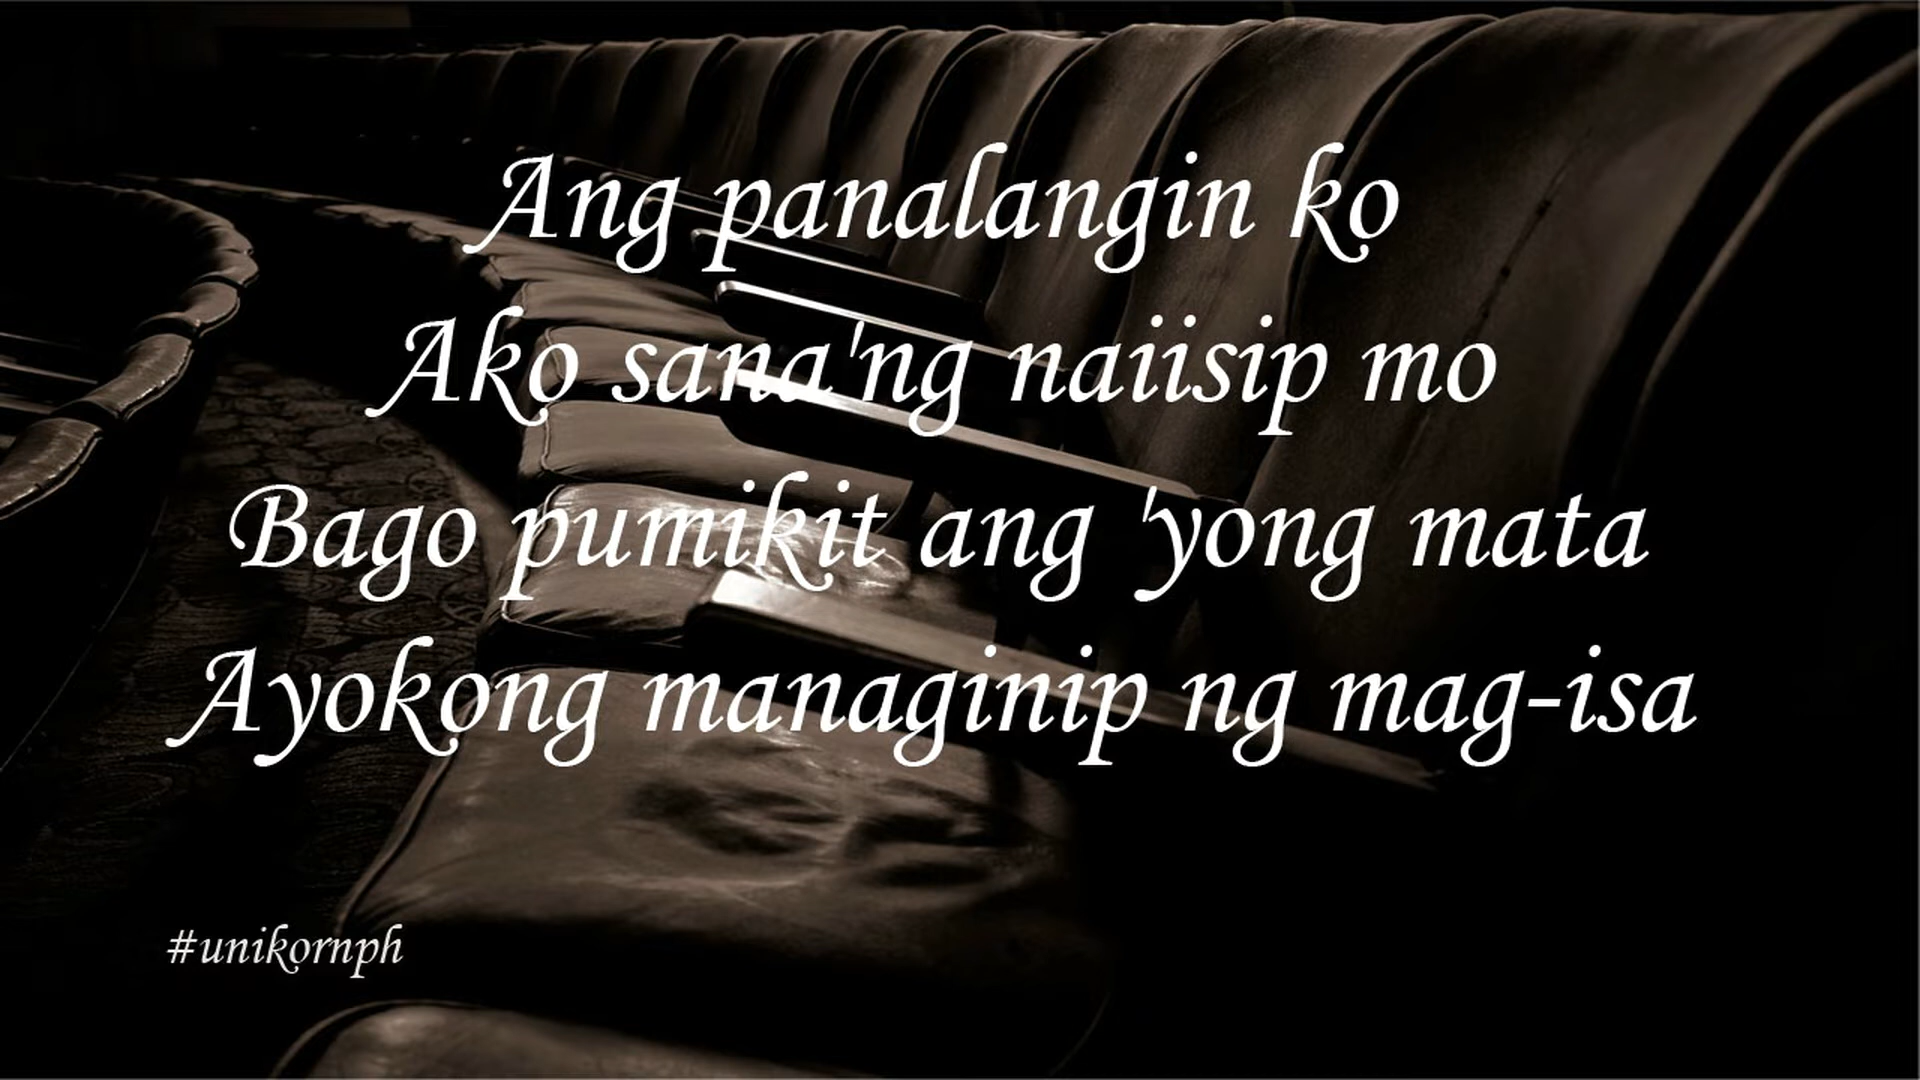 Ang panalangin ko
Ako sana'ng naiisip mo
Bago pumikit ang 'yong mata
Ayokong managinip ng mag-isa
#unikornph